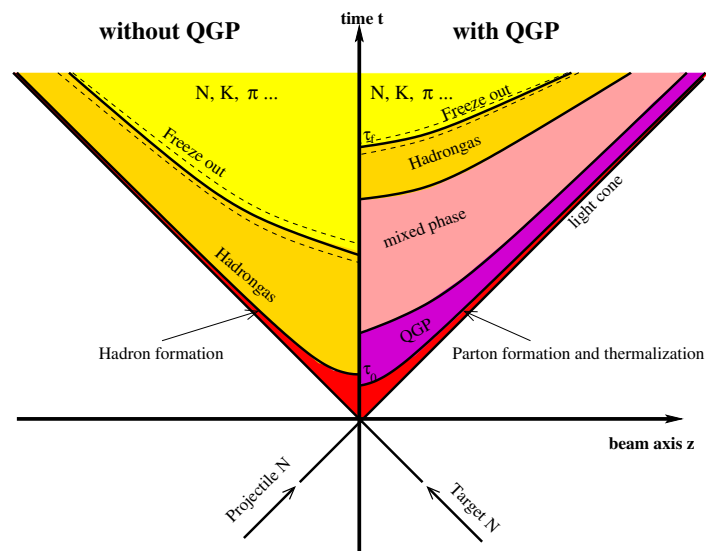 without QGP
time t
with QGP
N, K, π ...
N, K, π ...
Freeze out
Freeze out
τf
Hadrongas
Hadrongas
mixed phase
light cone
QGP
τ0
Hadron formation
Parton formation and thermalization
beam axis z
Projectile N
Target N